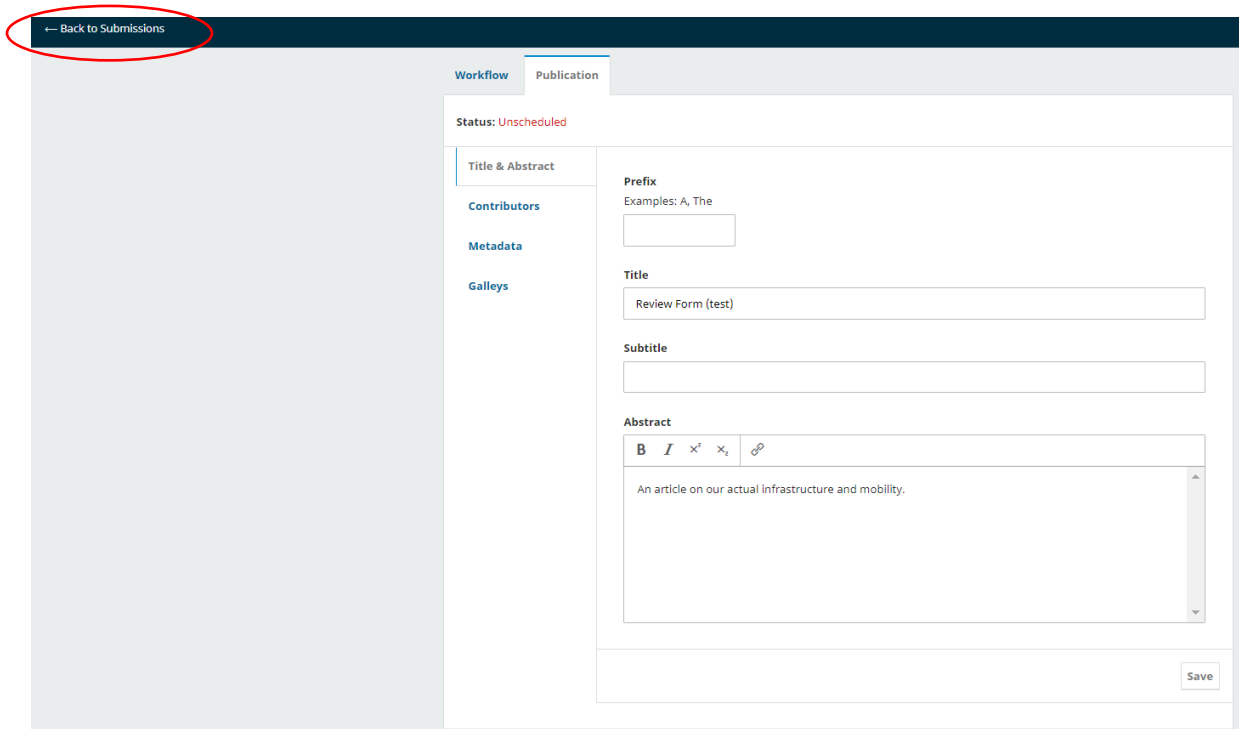 ← Back to Submissions
Workflow Publication
Status: Unscheduled
Title & Abstract
Contributors
Metadata
Galleys
Prefix
Examples: A, The
Title
Review Form (test)
Subtitle
Abstract
B I x² x₂
An article on our actual infrastructure and mobility.
Save